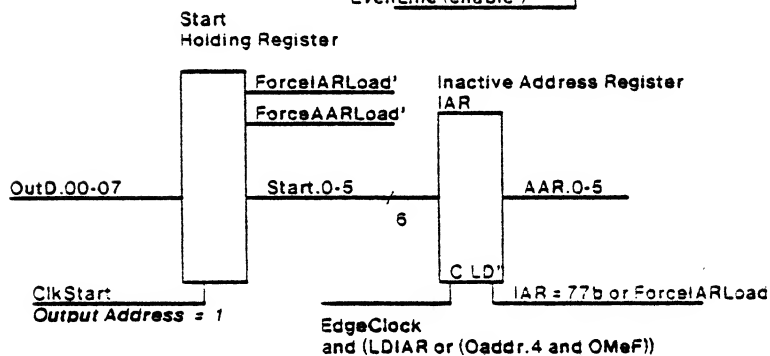 Start
Holding Register
ForceIARLoad'
ForceAARLoad'
Inactive Address Register
IAR
OutD.00-07
Start.0-5
6
AAR.0-5
C LD'
ClkStart
Output Address = 1
IAR = 77b or ForceIARLoad
EdgeClock
and (LDIAR or (Oaddr.4 and OMeF))